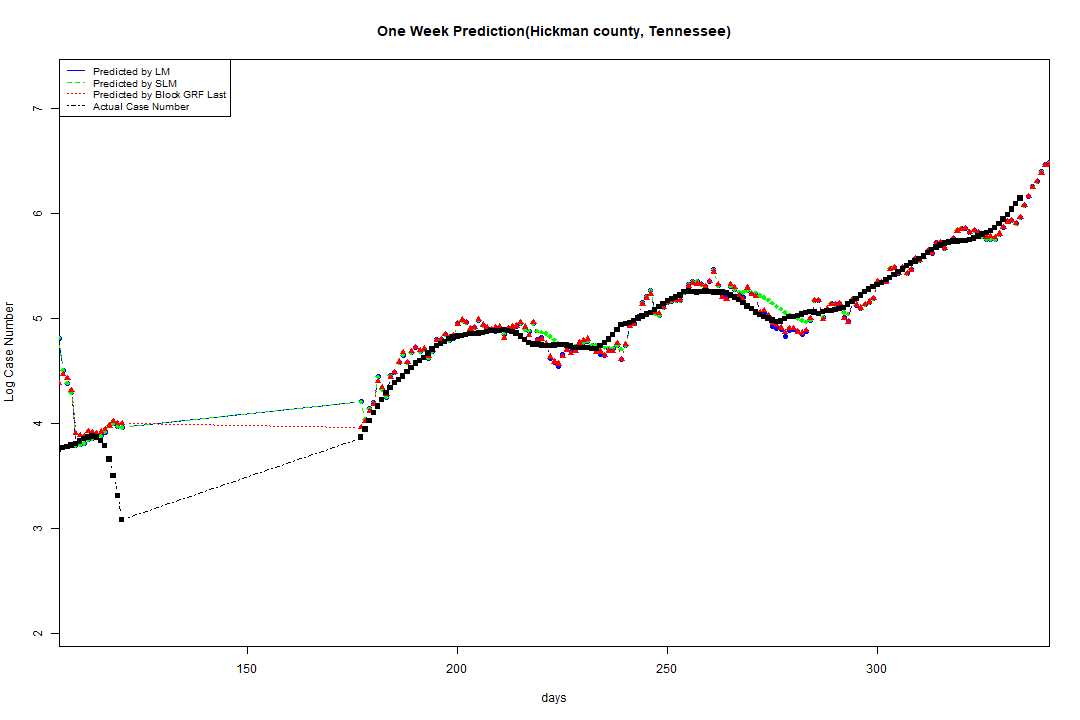 One Week Prediction(Hickman county, Tennessee)
Predicted by LM
Predicted by SLM
Predicted by Block GRF Last
Actual Case Number
7
6
5
4
3
2
Log Case Number
150
200
250
300
days